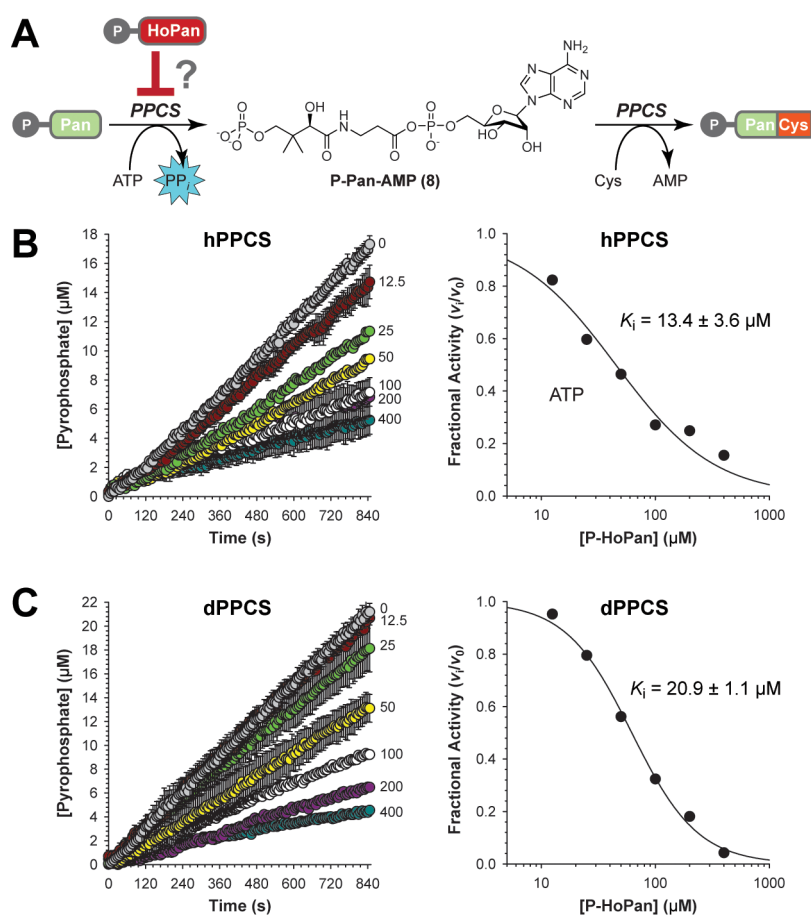 A
P HoPan
?
P Pan
PPCS
ATP
PPi
NH2
N
N
N
N
O
P
O
O-
-O
OH
O
N
H
O
O
O
P
O-
O
O
HO
OH
P-Pan-AMP (8)
PPCS
Cys
AMP
P Pan Cys
B
hPPCS
[Pyrophosphate] (µM)
18
16
14
12
10
8
6
4
2
0
0 120 240 360 480 600 720 840
Time (s)
0
12.5
25
50
100
200
400
hPPCS
Fractional Activity (vi/v0)
1.0
0.8
0.6
0.4
0.2
0.0
Ki = 13.4 ± 3.6 µM
ATP
10 100 1000
[P-HoPan] (µM)
C
dPPCS
[Pyrophosphate] (µM)
22
20
18
16
14
12
10
8
6
4
2
0
0 120 240 360 480 600 720 840
Time (s)
0
12.5
25
50
100
200
400
dPPCS
Fractional Activity (vi/v0)
1.0
0.8
0.6
0.4
0.2
0.0
Ki = 20.9 ± 1.1 µM
10 100 1000
[P-HoPan] (µM)